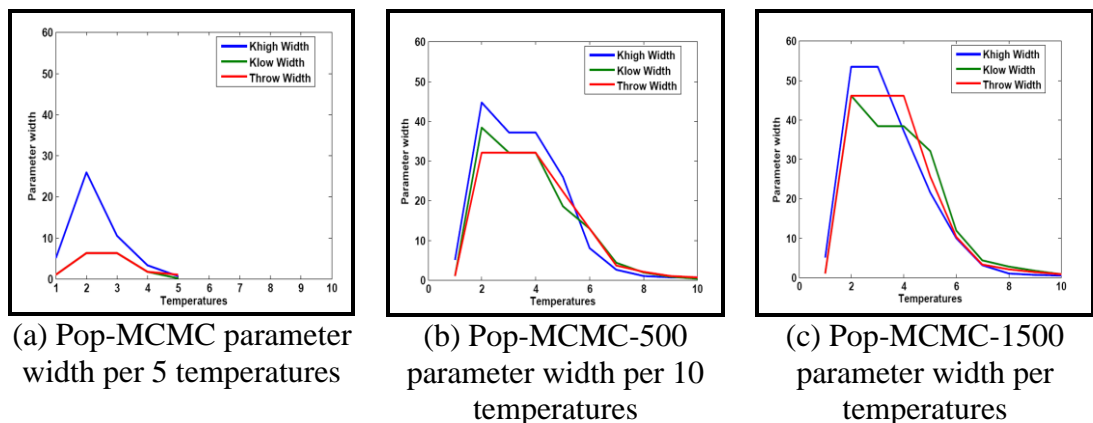 60
50
40
30
20
10
0
Parameter width
1 2 3 4 5 6 7 8 9 10
Temperatures
Khigh Width
Klow Width
Throw Width
(a) Pop-MCMC parameter
width per 5 temperatures
60
50
40
30
20
10
0
Parameter width
0 2 4 6 8 10
Temperatures
Khigh Width
Klow Width
Throw Width
(b) Pop-MCMC-500
parameter width per 10
temperatures
60
50
40
30
20
10
0
Parameter width
0 2 4 6 8 10
Temperatures
Khigh Width
Klow Width
Throw Width
(c) Pop-MCMC-1500
parameter width per
temperatures